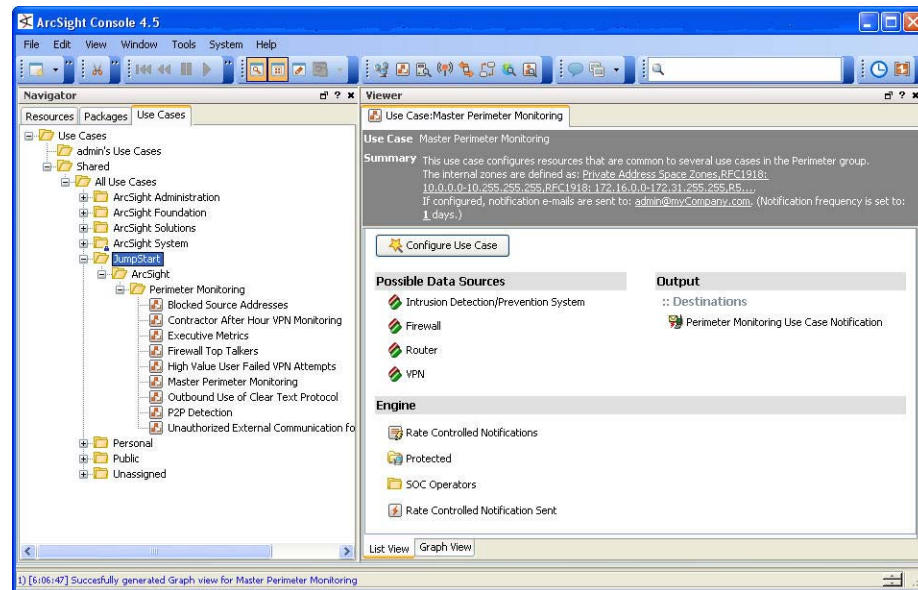 ArcSight Console 4.5
File Edit View Window Tools System Help
Navigator
Resources Packages Use Cases
Use Cases
admin's Use Cases
Shared
All Use Cases
ArcSight Administration
ArcSight Foundation
ArcSight Solutions
ArcSight System
JumpStart
ArcSight
Perimeter Monitoring
Blocked Source Addresses
Contractor After Hour VPN Monitoring
Executive Metrics
Firewall Top Talkers
High Value User Failed VPN Attempts
Master Perimeter Monitoring
Outbound Use of Clear Text Protocol
P2P Detection
Unauthorized External Communication fo
Personal
Public
Unassigned
Viewer
Use Case:Master Perimeter Monitoring
Use Case Master Perimeter Monitoring
Summary This use case configures resources that are common to several use cases in the Perimeter group.
The internal zones are defined as: Private Address Space Zones,RFC1918:
10.0.0.0-10.255.255.255,RFC1918: 172.16.0.0-172.31.255.255,R5...,
If configured, notification e-mails are sent to: admin@myCompany.com. (Notification frequency is set to:
1 days.)
Configure Use Case
Possible Data Sources
Intrusion Detection/Prevention System
Firewall
Router
VPN
Output
:: Destinations
Perimeter Monitoring Use Case Notification
Engine
Rate Controlled Notifications
Protected
SOC Operators
Rate Controlled Notification Sent
List View Graph View
1) [6:06:47] Succesfully generated Graph view for Master Perimeter Monitoring